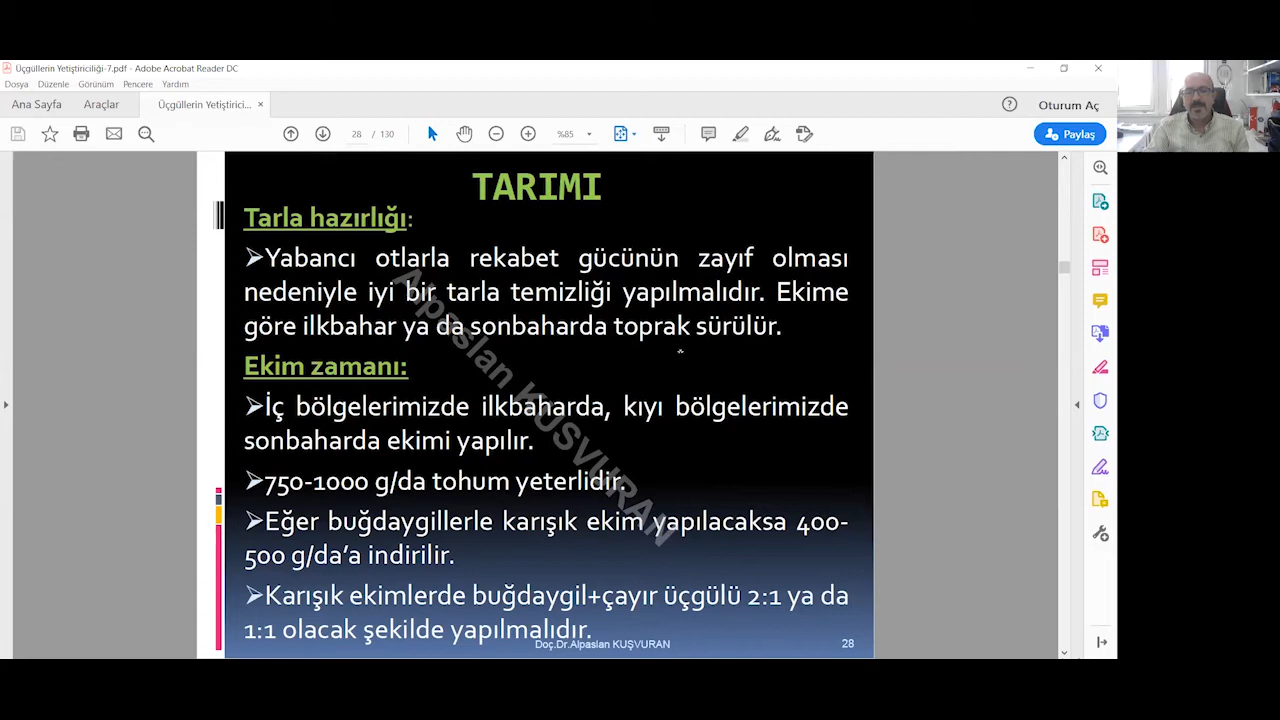 Üçgüllerin Yetiştiriciliği-7.pdf - Adobe Acrobat Reader DC
Dosya Düzenle Görünüm Pencere Yardım
Ana Sayfa Araçlar Üçgüllerin Yetiştirici... × Oturum Aç
28 / 130 %85 Paylaş
TARIMI
Tarla hazırlığı:
➢Yabancı otlarla rekabet gücünün zayıf olması
nedeniyle iyi bir tarla temizliği yapılmalıdır. Ekime
göre ilkbahar ya da sonbaharda toprak sürülür.
Ekim zamanı:
➢İç bölgelerimizde ilkbaharda, kıyı bölgelerimizde
sonbaharda ekimi yapılır.
➢750-1000 g/da tohum yeterlidir.
➢Eğer buğdaygillerle karışık ekim yapılacaksa 400-
500 g/da’a indirilir.
➢Karışık ekimlerde buğdaygil+çayır üçgülü 2:1 ya da
1:1 olacak şekilde yapılmalıdır.
Alpaslan KUŞVURAN
Doç.Dr.Alpaslan KUŞVURAN 28